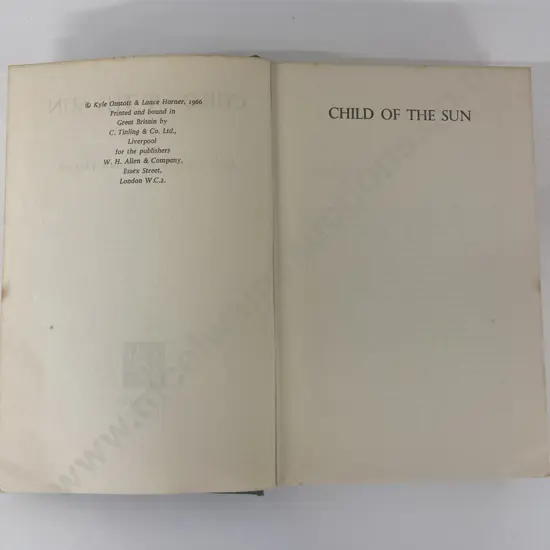 © Kyle Onstott & Lance Horner, 1966
Printed and bound in
Great Britain by
C. Tinling & Co. Ltd.,
Liverpool
for the publishers
W. H. Allen & Company,
Essex Street,
London W.C.2.
CHILD OF THE SUN